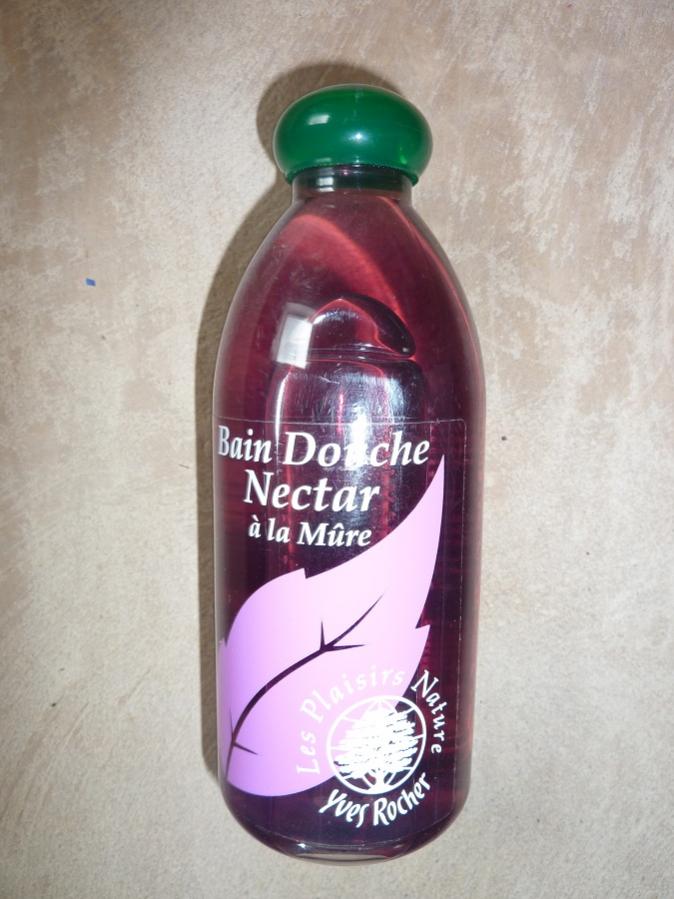 Bain Douche
Nectar
à la Mûre
Les Plaisirs Nature
Yves Rocher